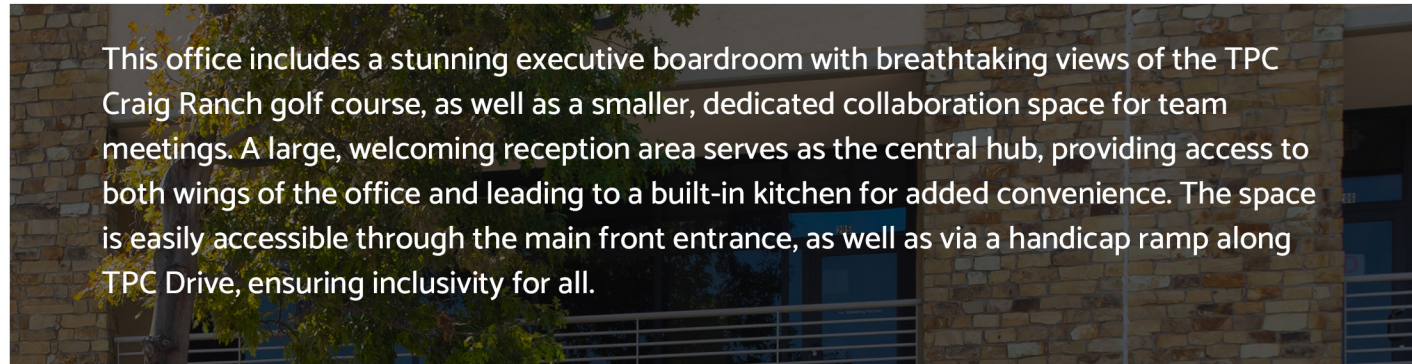 This office includes a stunning executive boardroom with breathtaking views of the TPC
Craig Ranch golf course, as well as a smaller, dedicated collaboration space for team
meetings. A large, welcoming reception area serves as the central hub, providing access to
both wings of the office and leading to a built-in kitchen for added convenience. The space
is easily accessible through the main front entrance, as well as via a handicap ramp along
TPC Drive, ensuring inclusivity for all.